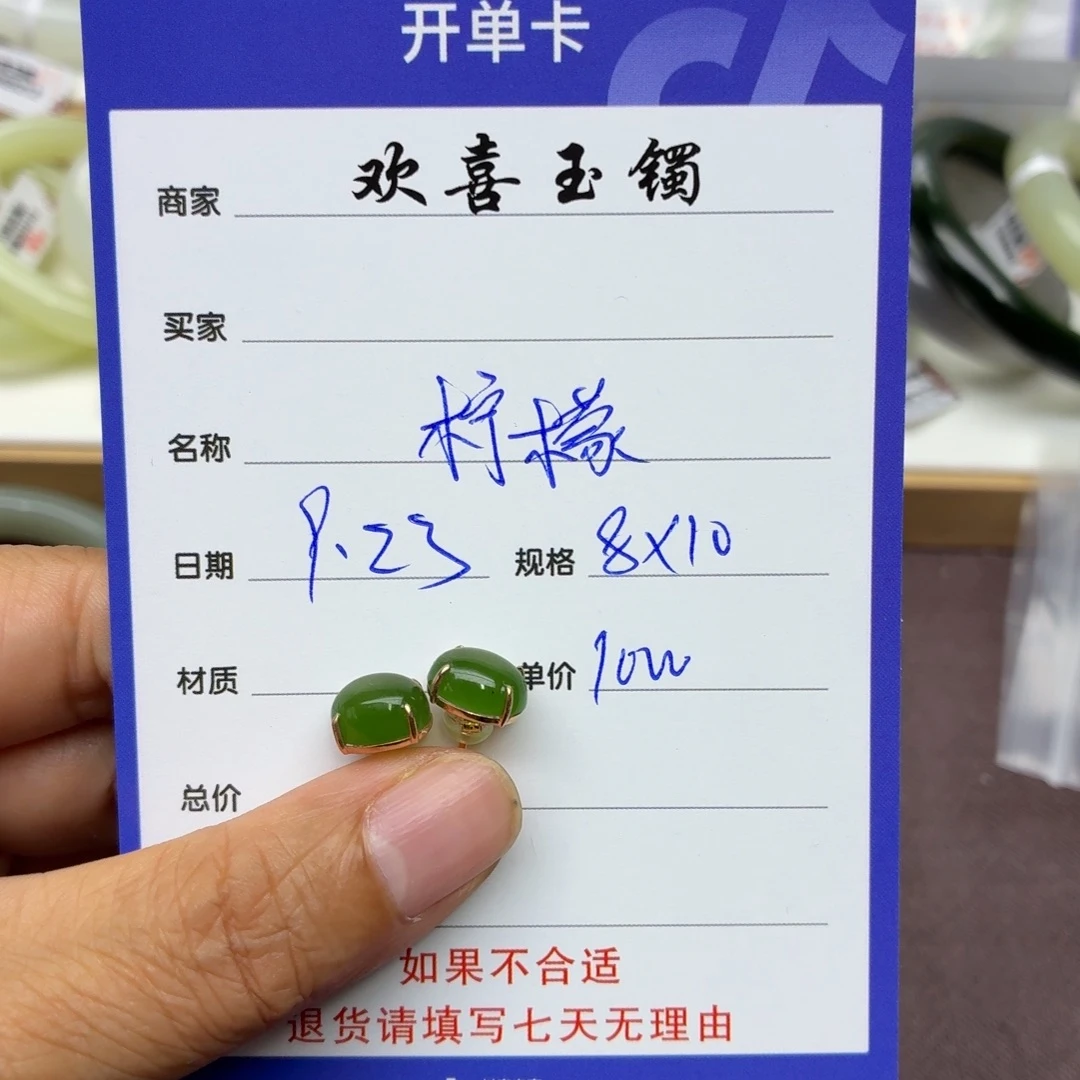 开单卡
商家 欢喜玉镯
买家
名称 柠檬
日期 9.23 规格 8X10
材质 单价 1000
总价
如果不合适
退货请填写七天无理由